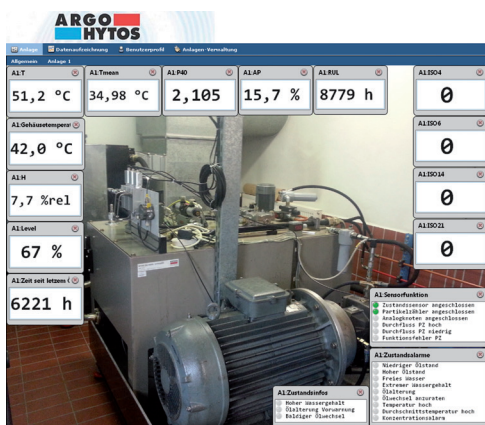 ARGO
HYTOS
Anlage Datenaufzeichnung Benutzerprofil Anlagen-Verwaltung
Allgemein Anlage 1
A1:T
51,2 °C
A1:Tmean
34,98 °C
A1:P40
2,105
A1:AP
15,7 %
A1:RUL
8779 h
A1:ISO4
0
A1:Gehäusetemperat
42,0 °C
A1:ISO6
0
A1:H
7,7 %rel
A1:ISO14
0
A1:Level
67 %
A1:ISO21
0
A1:Zeit seit letzem (
6221 h
A1:Sensorfunktion
Zustandssensor angeschlossen
Partikelzähler angeschlossen
Analogknoten angeschlossen
Durchfluss PZ hoch
Durchfluss PZ niedrig
Funktionsfehler PZ
A1:Zustandsalarme
Niedriger Ölstand
Hoher Ölstand
Freies Wasser
Extremer Wassergehalt
Ölalterung
Ölwechsel anzuraten
Temperatur hoch
Durchschnittstemperatur hoch
Konzentrationsalarm
A1:Zustandsinfos
Hoher Wassergehalt
Ölalterung Vorwarnung
Baldiger Ölwechsel